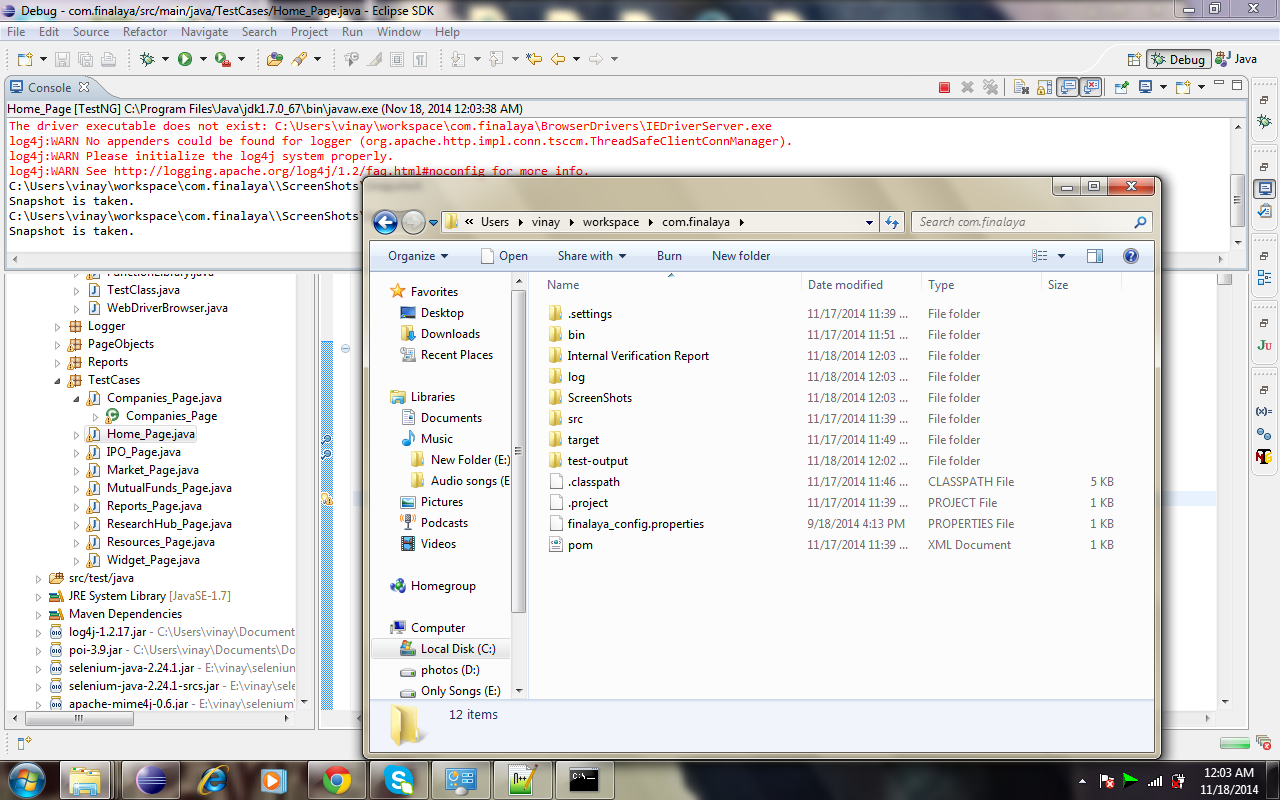 Debug - com.finalaya/src/main/java/TestCases/Home_Page.java - Eclipse SDK
File Edit Source Refactor Navigate Search Project Run Window Help
Debug Java
Console
Home_Page [TestNG] C:\Program Files\Java\jdk1.7.0_67\bin\javaw.exe (Nov 18, 2014 12:03:38 AM)
The driver executable does not exist: C:\Users\vinay\workspace\com.finalaya\BrowserDrivers\IEDriverServer.exe
log4j:WARN No appenders could be found for logger (org.apache.http.impl.conn.tsccm.ThreadSafeClientConnManager).
log4j:WARN Please initialize the log4j system properly.
log4j:WARN See http://logging.apache.org/log4j/1.2/faq.html#noconfig for more info.
C:\Users\vinay\workspace\com.finalaya\\ScreenShots\
Snapshot is taken.
C:\Users\vinay\workspace\com.finalaya\\ScreenShots\
Snapshot is taken.
FunctionLibrary.java
TestClass.java
WebDriverBrowser.java
Logger
PageObjects
Reports
TestCases
Companies_Page.java
Companies_Page
Home_Page.java
IPO_Page.java
Market_Page.java
MutualFunds_Page.java
Reports_Page.java
ResearchHub_Page.java
Resources_Page.java
Widget_Page.java
src/test/java
JRE System Library [JavaSE-1.7]
Maven Dependencies
log4j-1.2.17.jar - C:\Users\vinay\Document
poi-3.9.jar - C:\Users\vinay\Documents\Do
selenium-java-2.24.1.jar - E:\vinay\selenium
selenium-java-2.24.1-srcs.jar - E:\vinay\sele
apache-mime4j-0.6.jar - E:\vinay\selenium
« Users vinay workspace com.finalaya
Search com.finalaya
Organize Open Share with Burn New folder
Favorites
Desktop
Downloads
Recent Places
Libraries
Documents
Music
New Folder (E:)
Audio songs (E
Pictures
Podcasts
Videos
Homegroup
Computer
Local Disk (C:)
photos (D:)
Only Songs (E:)
Name Date modified Type Size
.settings 11/17/2014 11:39 ... File folder
bin 11/17/2014 11:51 ... File folder
Internal Verification Report 11/18/2014 12:03 ... File folder
log 11/18/2014 12:03 ... File folder
ScreenShots 11/18/2014 12:03 ... File folder
src 11/17/2014 11:39 ... File folder
target 11/17/2014 11:49 ... File folder
test-output 11/18/2014 12:02 ... File folder
.classpath 11/17/2014 11:46 ... CLASSPATH File 5 KB
.project 11/17/2014 11:39 ... PROJECT File 1 KB
finalaya_config.properties 9/18/2014 4:13 PM PROPERTIES File 1 KB
pom 11/17/2014 11:39 ... XML Document 1 KB
12 items
12:03 AM
11/18/2014